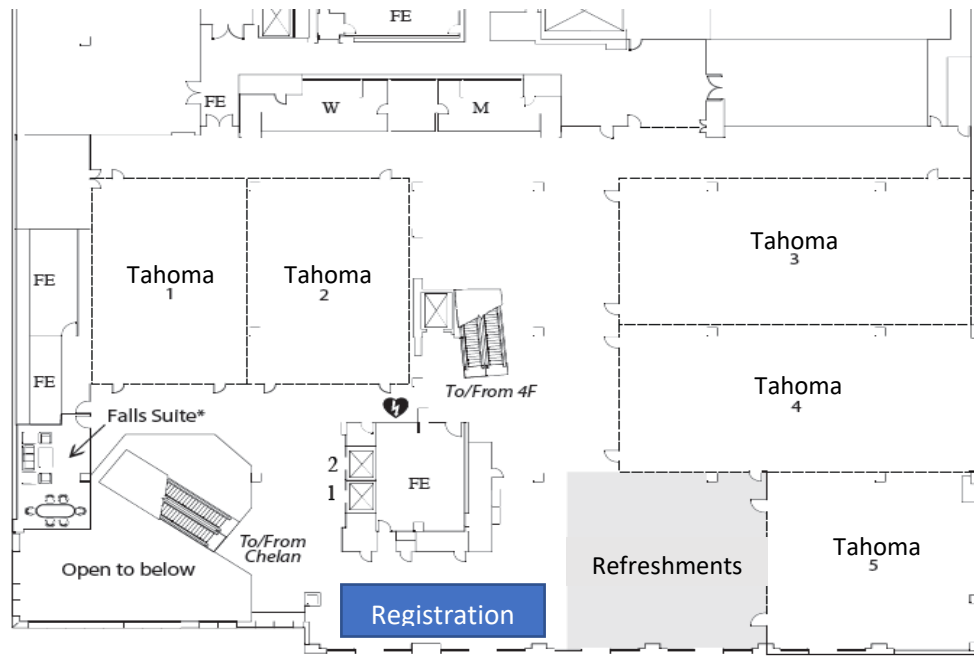 FE
FE
W
M
Tahoma
1
Tahoma
2
Tahoma
3
FE
To/From 4F
Tahoma
4
FE
Falls Suite*
2
1
FE
To/From
Chelan
Open to below
Refreshments
Tahoma
5
Registration